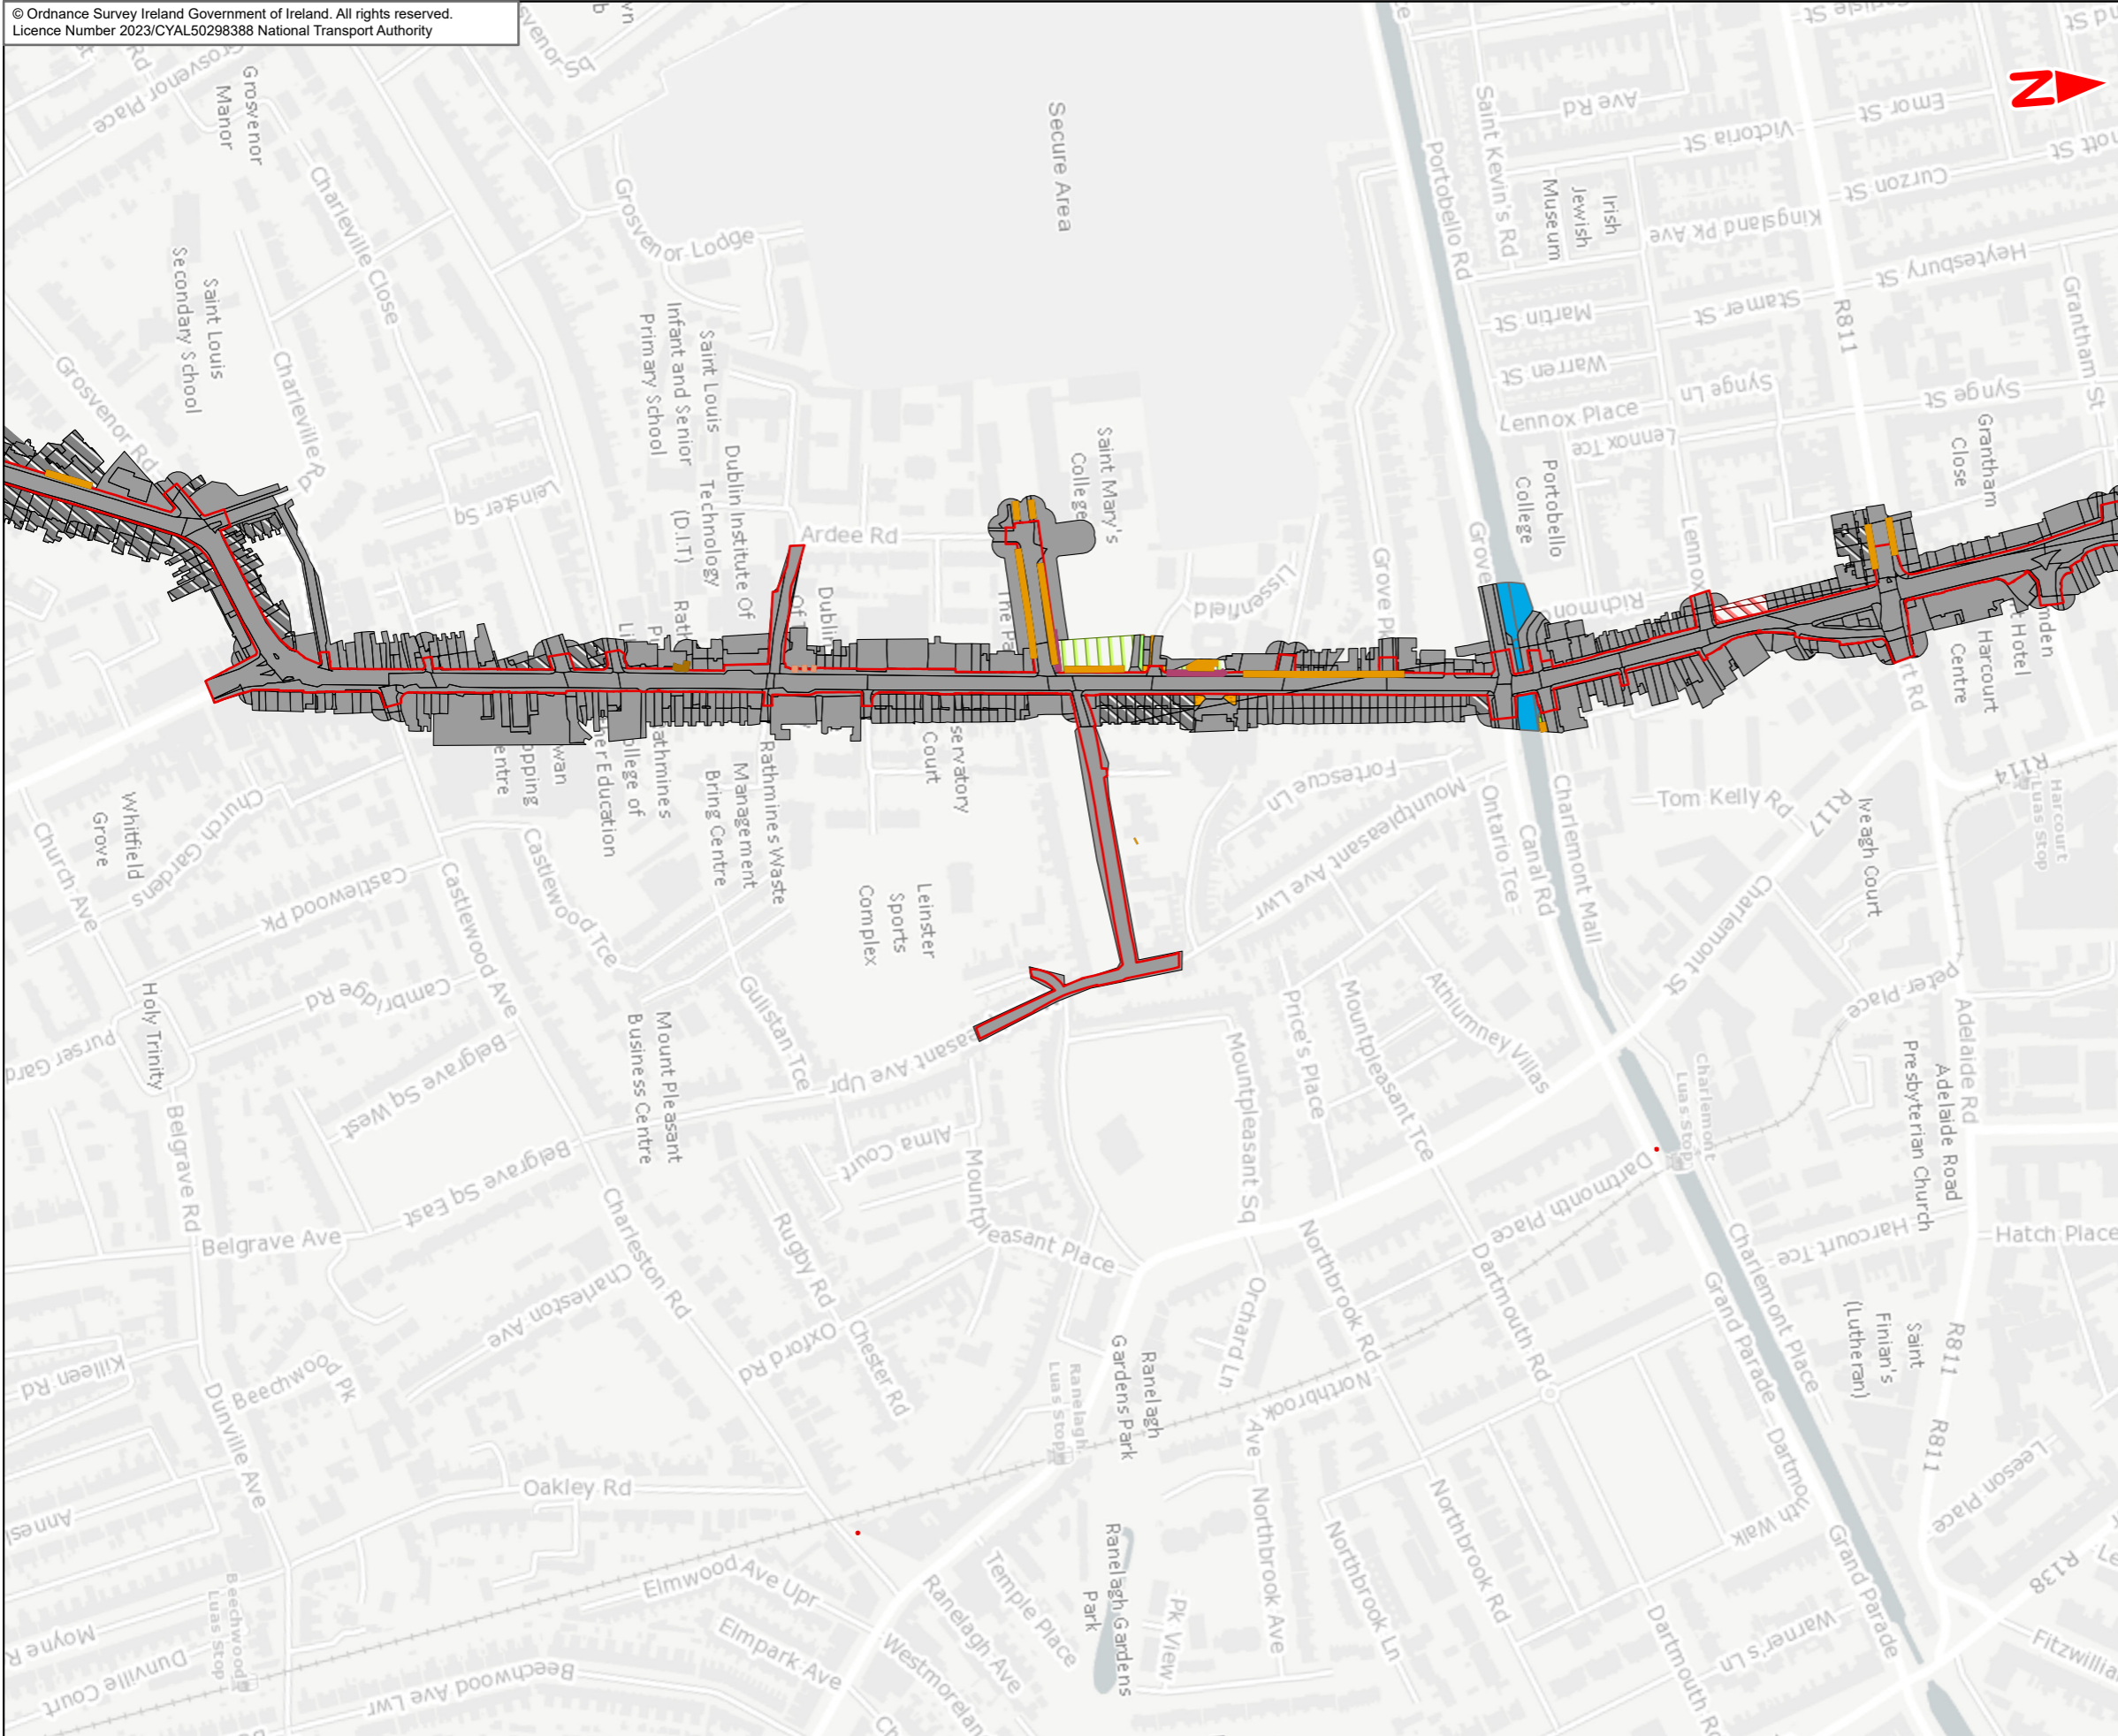 © Ordnance Survey Ireland Government of Ireland. All rights reserved.
Licence Number 2023/CYAL50298388 National Transport Authority
N
Grosvenor Place
Grosvenor
Manor
Charleville Close
Saint Louis
Secondary School
Grosvenor Rd
Charleville Rd
Leinster Sq
Grosvenor Lodge
Secure Area
Saint Louis
Infant and Senior
Primary School
Dublin Institute Of
Technology
(D.I.T)
Ardee Rd
Saint Mary's
College
Lissenfield
Grove Pk
Portobello Rd
Saint Kevin's Rd
Ave Rd
Victoria St
Emor St
Curzon St
Kingsland Pk Ave
Irish
Jewish
Museum
Heytesbury St
Stamer St
Martin St
Warren St
Synge Ln
Synge St
Lennox Place
Lennox Tce
Grantham St
Grantham
Close
R811
Portobello
College
Richmon
Lennox
Harcourt
Centre
Whitfield
Grove
Church Gardens
Church Ave
Castlewood Pk
Castlewood Ave
Castlewood Tce
Rathmines Waste
Management
Bring Centre
Leinster
Sports
Complex
Court
Fortescue Ln
Mountpleasant Ave Lwr
Ontario Tce
Canal Rd
Charlemont Mall
Tom Kelly Rd
R117
R114
Harcourt
Luas Stop
Iveagh Court
Charlemont St
Peter Place
Adelaide Rd
Adelaide Road
Presbyterian Church
Holy Trinity
Cambridge Rd
Belgrave Sq West
Belgrave Rd
Belgrave Sq East
Belgrave Ave
Mount Pleasant
Business Centre
Gulistan Tce
easant Ave Upr
Alma Court
Mountpleasant Place
Mountpleasant Sq
Price's Place
Mountpleasant Tce
Athlumney Villas
Charlemont
Luas Stop
Dartmouth Place
Harcourt Tce
Hatch Place
Charlemont Place
Grand Parade
Charleston Rd
Charleston Ave
Rugby Rd
Oxford Rd
Chester Rd
Orchard Ln
Northbrook Rd
Dartmouth Rd
Saint
Finian's
(Lutheran)
R811
R811
Killeen Rd
Beechwood Pk
Dunville Ave
Oakley Rd
Ranelagh
Luas Stop
Ranelagh
Gardens Park
Northbrook
Ave
Northbrook Ave
Northbrook Ln
Northbrook Rd
Dartmouth Walk
Grand Parade
Leeson Place
R138
Beechwood
Luas Stop
Dunville Court
Elmwood Ave Upr
Elmpark Ave
Beechwood Ave Lwr
Ranelagh Ave
Temple Place
Ranelagh Gardens
Park
Pk View
Warner's Ln